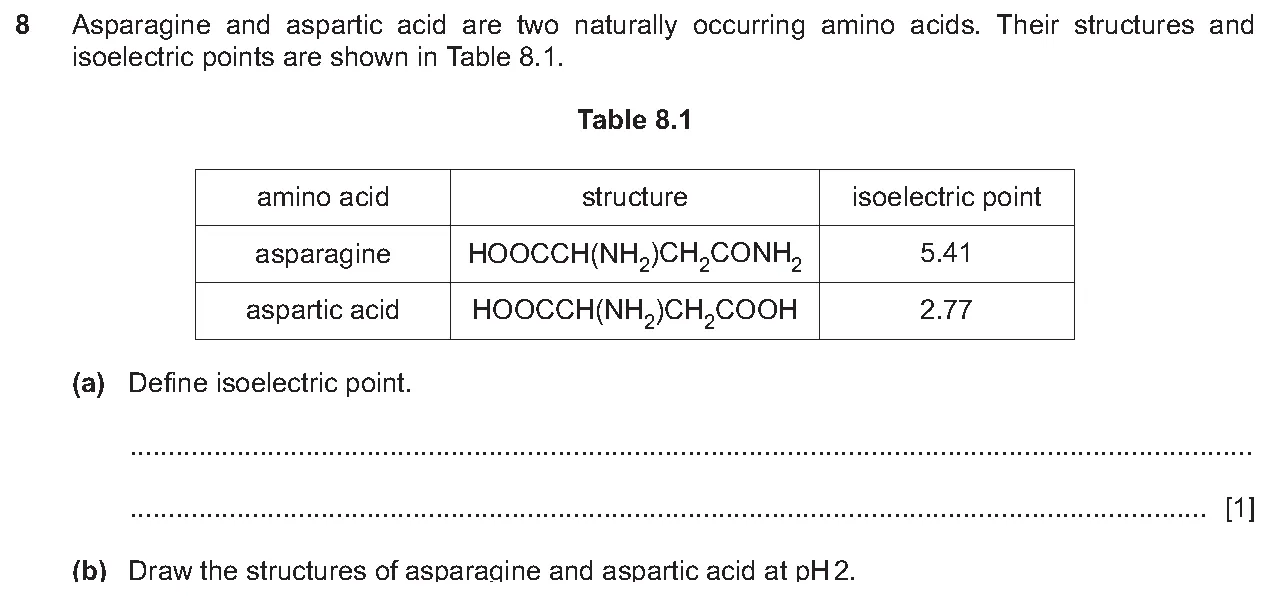 8 Asparagine and aspartic acid are two naturally occurring amino acids. Their structures and
isoelectric points are shown in Table 8.1.
Table 8.1
amino acid structure isoelectric point
asparagine HOOCCH(NH₂)CH₂CONH₂ 5.41
aspartic acid HOOCCH(NH₂)CH₂COOH 2.77
(a) Define isoelectric point.
..........................................................................................................................................
.................................................................................................................................. [1]
(b) Draw the structures of asparagine and aspartic acid at pH 2.